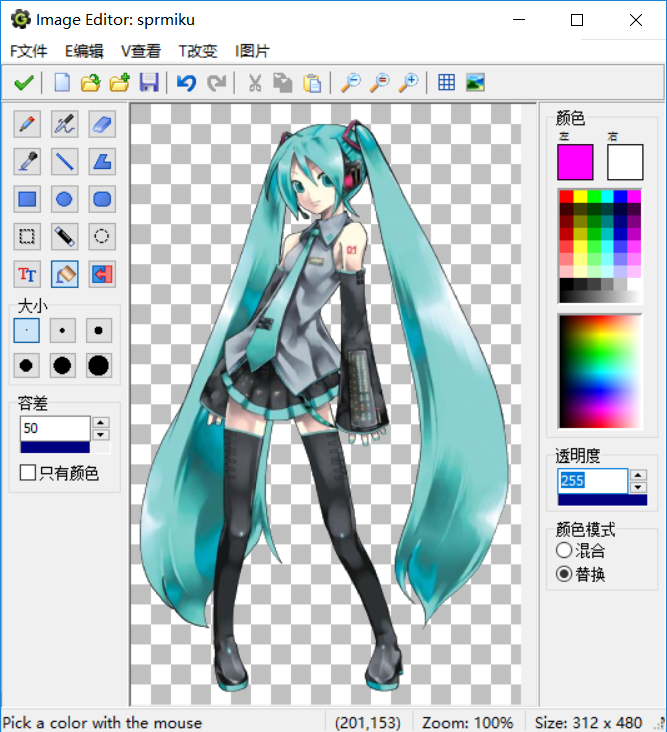 Image Editor: sprmiku
F文件 E编辑 V查看 T改变 I图片
颜色
左 右
01
TT
大小
容差
50
只有颜色
透明度
255
颜色模式
混合
替换
Pick a color with the mouse (201,153) Zoom: 100% Size: 312 x 480